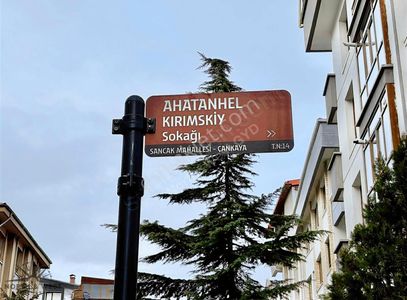 AHATANHEL
KIRIMSKİY
Sokağı
»
SANCAK MAHALLESİ - ÇANKAYA
T.N:14